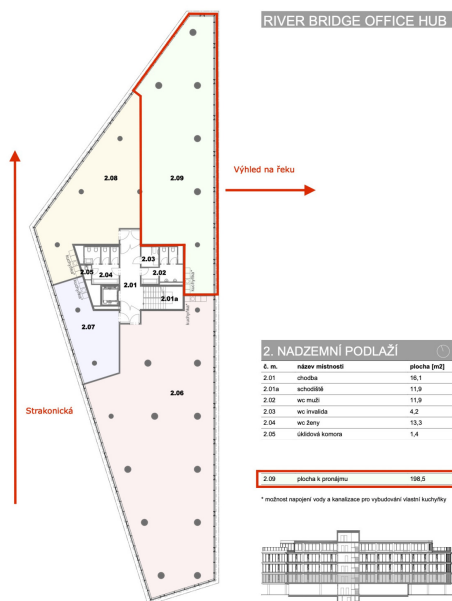 RIVER BRIDGE OFFICE HUB
Výhled na řeku
2.08
2.09
2.03
2.05
2.04
2.02
2.01
2.01a
kuchyňka*
kuchyňka*
2.07
2.06
Strakonická
2. NADZEMNÍ PODLAŽÍ
č. m. název místnosti plocha [m2]
2.01 chodba 16,1
2.01a schodiště 11,9
2.02 wc muži 11,9
2.03 wc invalida 4,2
2.04 wc ženy 13,3
2.05 úklidová komora 1,4
2.09 plocha k pronájmu 198,5
* možnost napojení vody a kanalizace pro vybudování vlastní kuchyňky